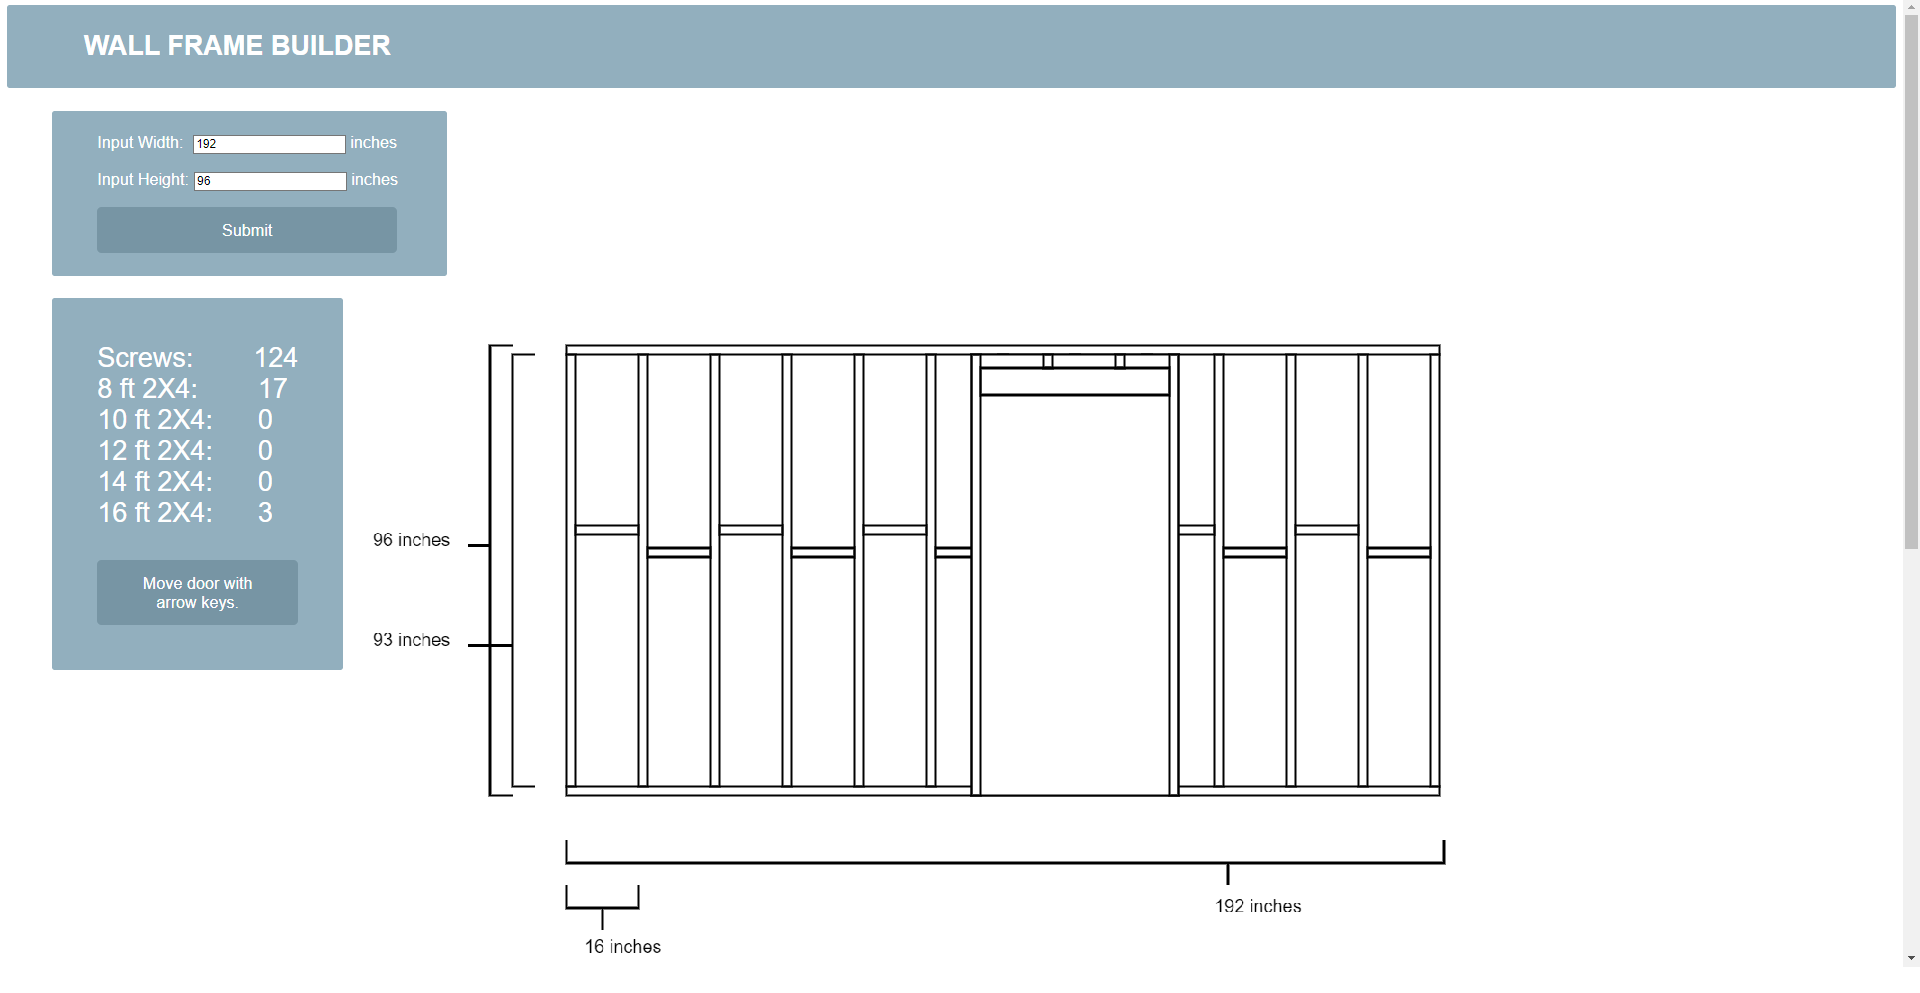 WALL FRAME BUILDER
Input Width: 192 inches
Input Height: 96 inches
Submit
Screws: 124
8 ft 2X4: 17
10 ft 2X4: 0
12 ft 2X4: 0
14 ft 2X4: 0
16 ft 2X4: 3
Move door with
arrow keys.
96 inches
93 inches
192 inches
16 inches